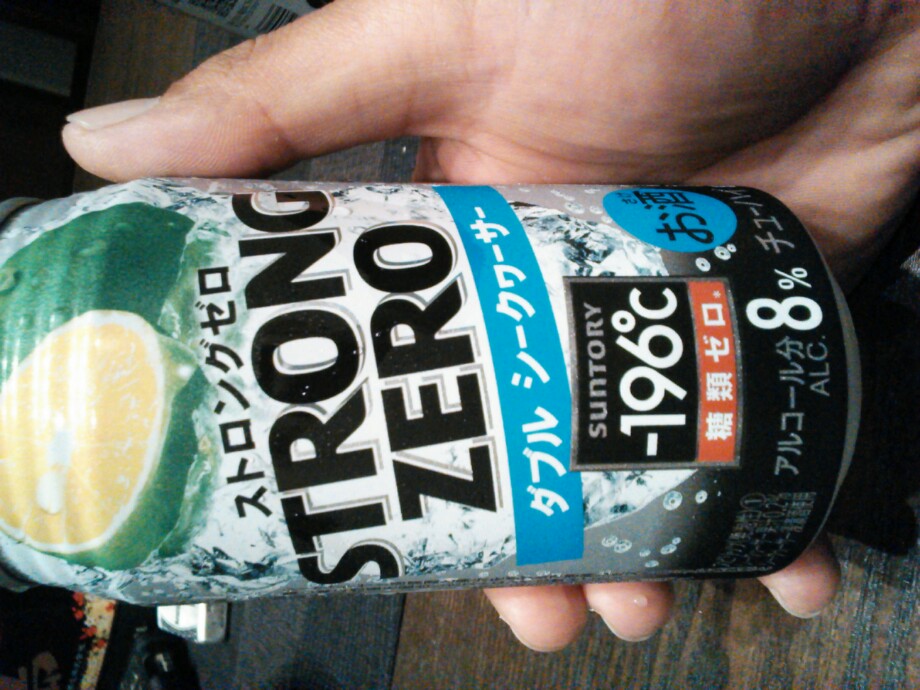 ストロングゼロ
STRONG
ZERO
ダブル シークワーサー
SUNTORY
-196℃
糖類ゼロ
お酒
チューハイ
アルコール分 8%
ALC.